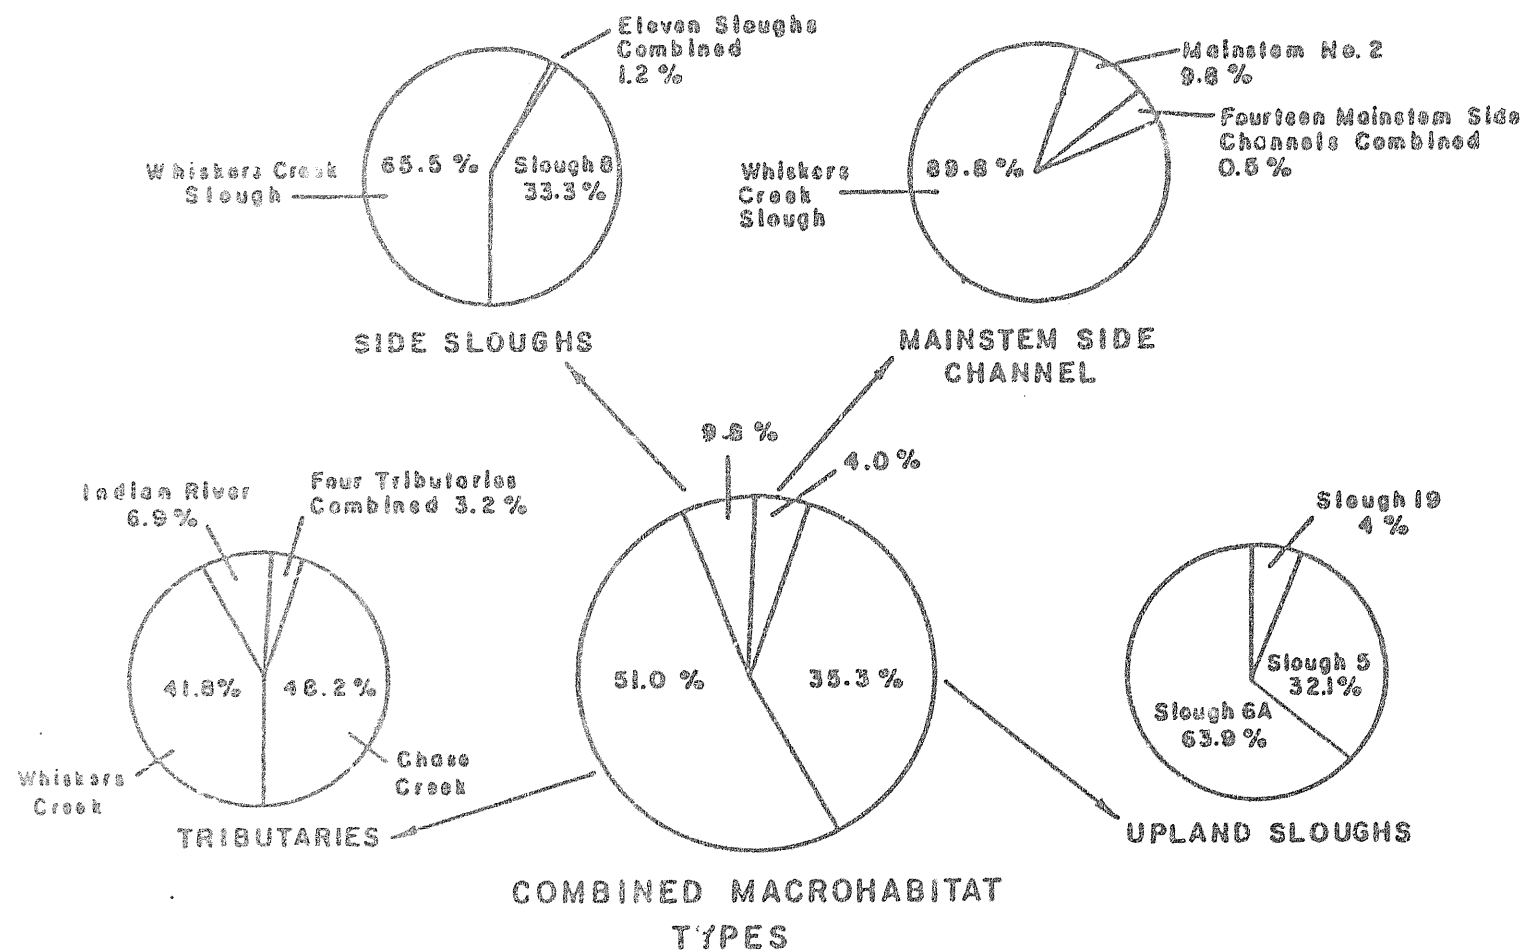 Eleven Sloughs
Combined
1.2 %
Whiskers Creek
Slough
65.5 %
Slough 8
33.3 %
SIDE SLOUGHS
Mainstem No. 2
9.8 %
Fourteen Mainstem Side
Channels Combined
0.5 %
Whiskers
Creek
Slough
89.8 %
MAINSTEM SIDE
CHANNEL
9.8 %
4.0 %
51.0 %
35.3 %
COMBINED MACROHABITAT
TYPES
Indian River
6.9 %
Four Tributaries
Combined 3.2 %
41.8%
48.2 %
Whiskers
Creek
Chase
Creek
TRIBUTARIES
Slough 19
4 %
Slough 5
32.1%
Slough 6A
63.9 %
UPLAND SLOUGHS